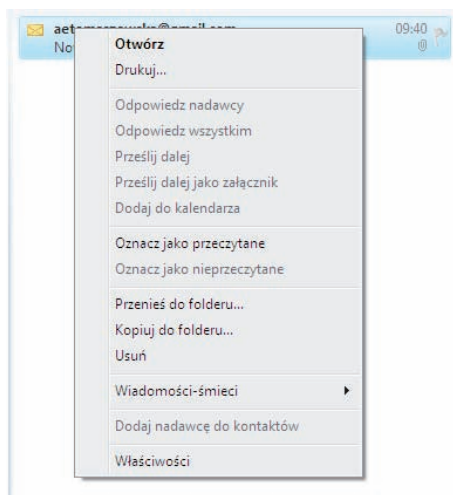 09:40
Otwórz
Drukuj...
Odpowiedz nadawcy
Odpowiedz wszystkim
Prześlij dalej
Prześlij dalej jako załącznik
Dodaj do kalendarza
Oznacz jako przeczytane
Oznacz jako nieprzeczytane
Przenieś do folderu...
Kopiuj do folderu...
Usuń
Wiadomości-śmieci
Dodaj nadawcę do kontaktów
Właściwości